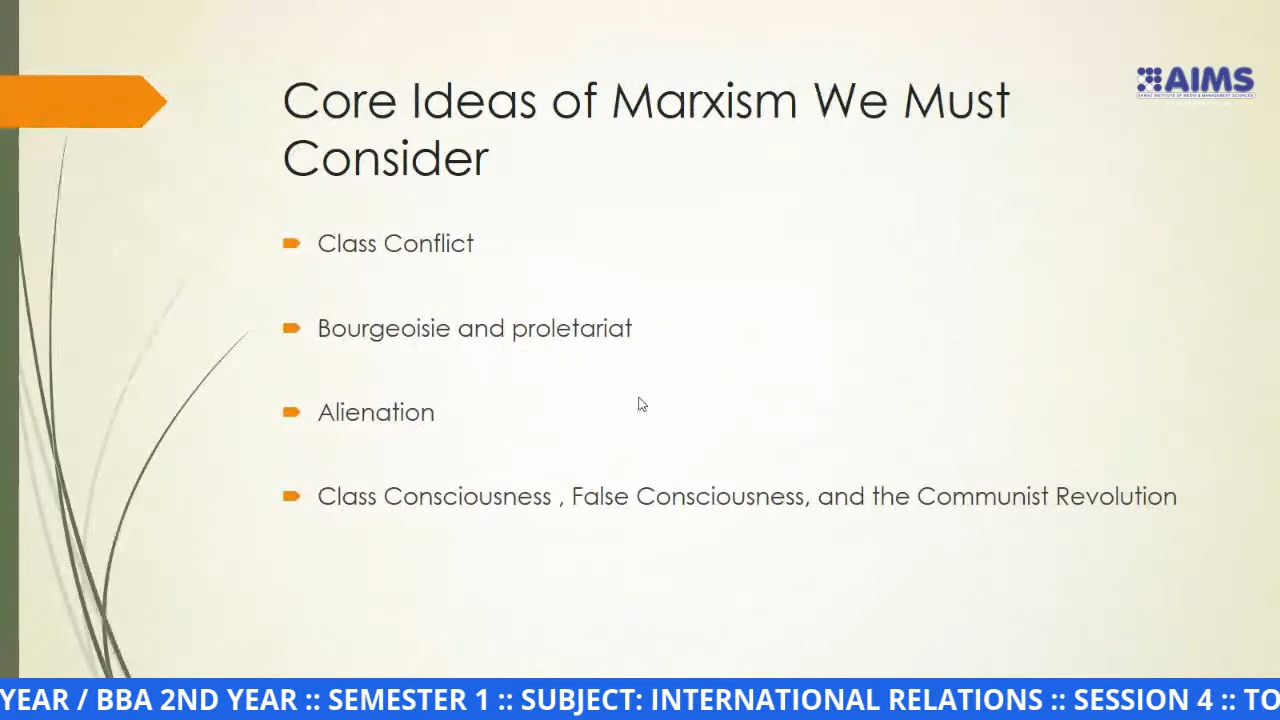 Core Ideas of Marxism We Must
Consider
AIMS
Class Conflict
Bourgeoisie and proletariat
Alienation
Class Consciousness , False Consciousness, and the Communist Revolution
YEAR / BBA 2ND YEAR :: SEMESTER 1 :: SUBJECT: INTERNATIONAL RELATIONS :: SESSION 4 :: TO